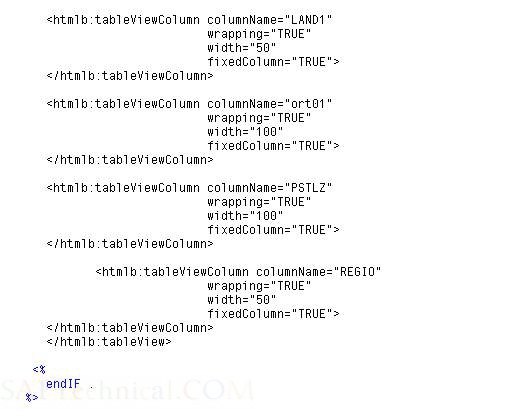 <htmlb:tableViewColumn columnName="LAND1"
wrapping="TRUE"
width="50"
fixedColumn="TRUE">
</htmlb:tableViewColumn>
<htmlb:tableViewColumn columnName="ort01"
wrapping="TRUE"
width="100"
fixedColumn="TRUE">
</htmlb:tableViewColumn>
<htmlb:tableViewColumn columnName="PSTLZ"
wrapping="TRUE"
width="100"
fixedColumn="TRUE">
</htmlb:tableViewColumn>
<htmlb:tableViewColumn columnName="REGIO"
wrapping="TRUE"
width="50"
fixedColumn="TRUE">
</htmlb:tableViewColumn>
</htmlb:tableView>
<%
endIF .
%>